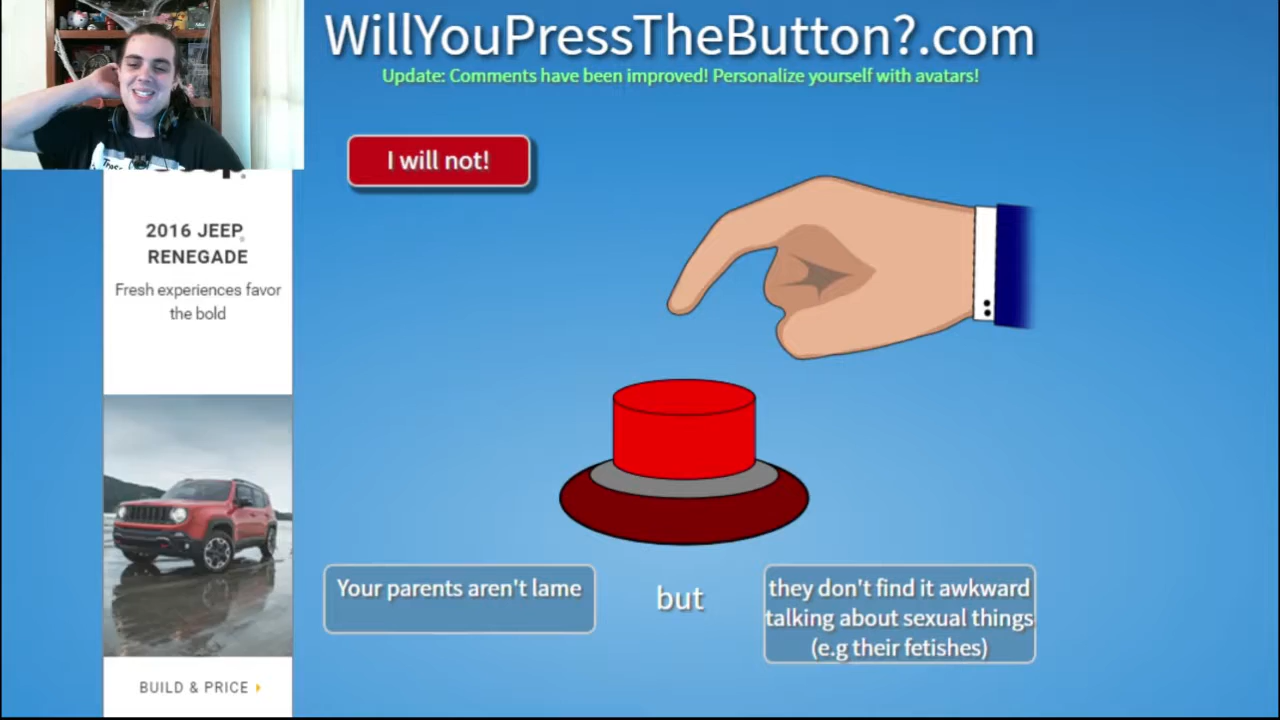 WillYouPressTheButton?.com
Update: Comments have been improved! Personalize yourself with avatars!
I will not!
2016 JEEP®
RENEGADE
Fresh experiences favor
the bold
Your parents aren't lame
but
they don't find it awkward
talking about sexual things
(e.g their fetishes)
BUILD & PRICE